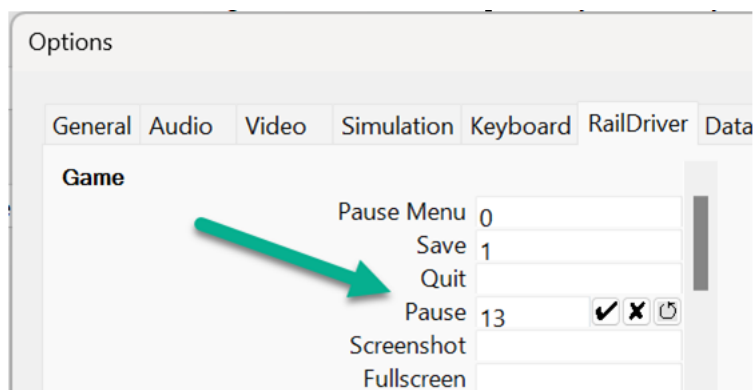 Options
General Audio Video Simulation Keyboard RailDriver Data
Game
Pause Menu 0
Save 1
Quit
Pause 13
Screenshot
Fullscreen